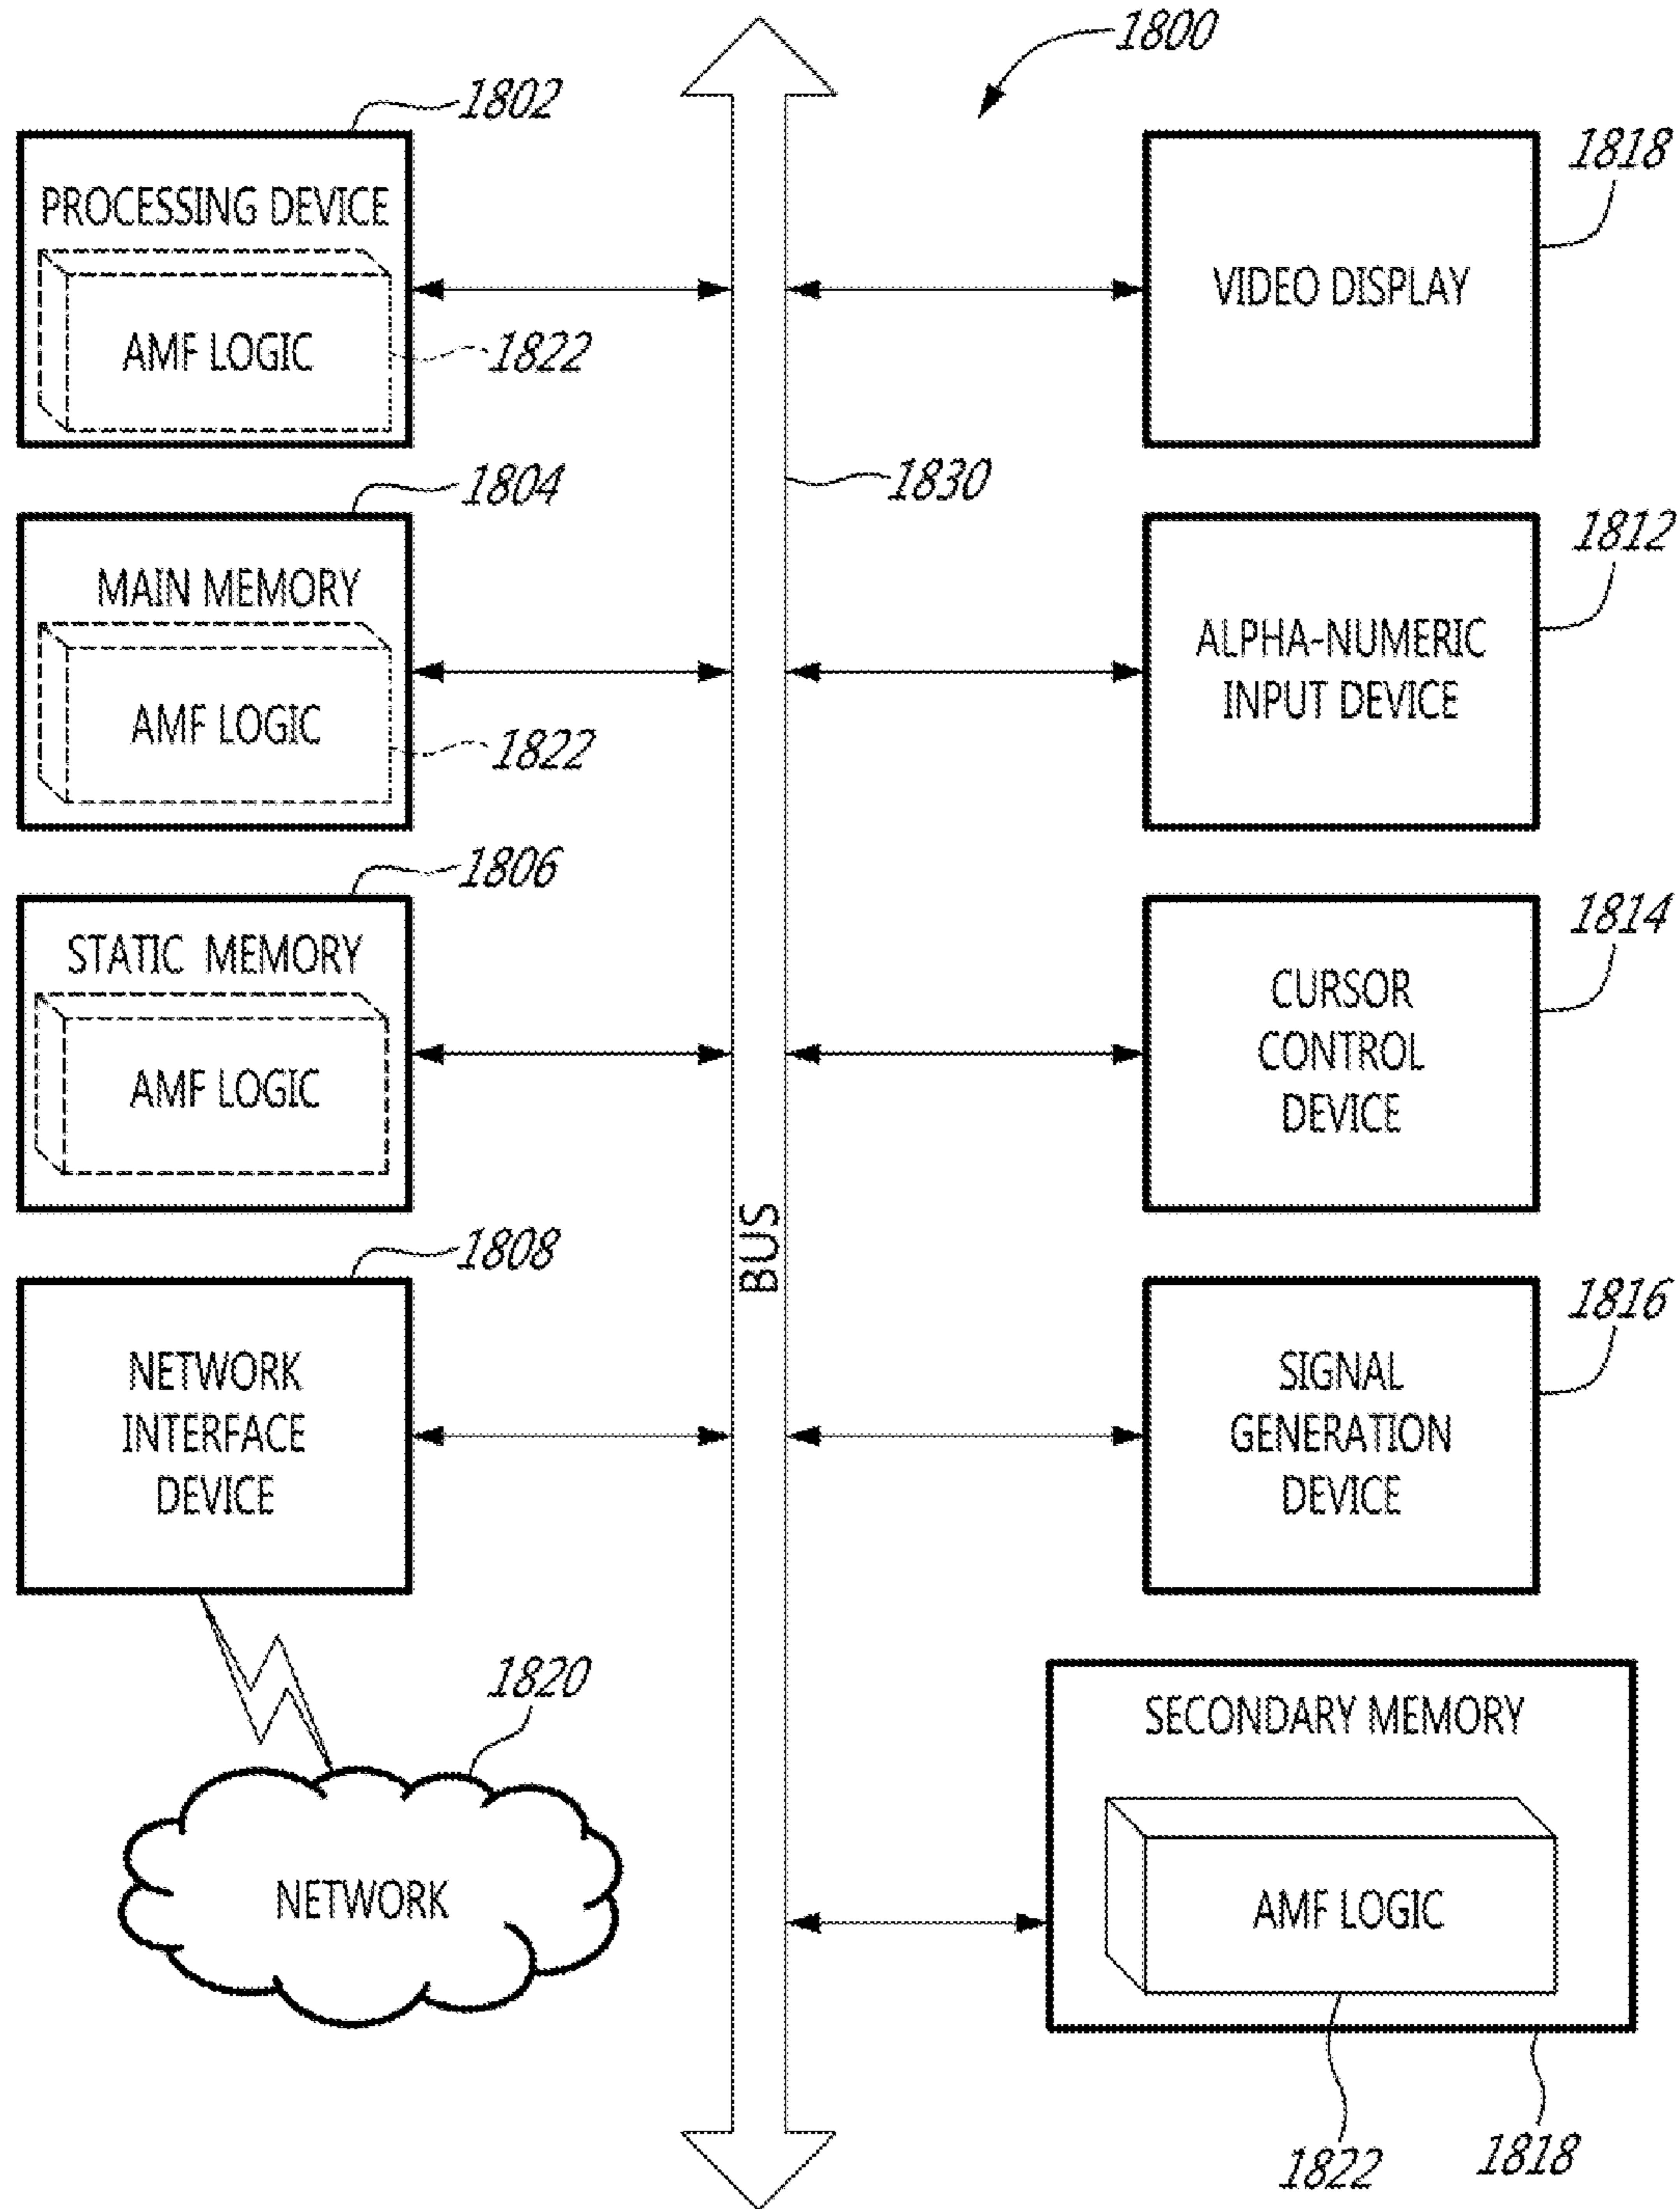 1800
1802
PROCESSING DEVICE
AMF LOGIC
1822
1818
VIDEO DISPLAY
1804
MAIN MEMORY
AMF LOGIC
1822
1830
1812
ALPHA-NUMERIC
INPUT DEVICE
1806
STATIC MEMORY
AMF LOGIC
1814
CURSOR
CONTROL
DEVICE
BUS
1808
NETWORK
INTERFACE
DEVICE
1816
SIGNAL
GENERATION
DEVICE
1820
NETWORK
SECONDARY MEMORY
AMF LOGIC
1822
1818